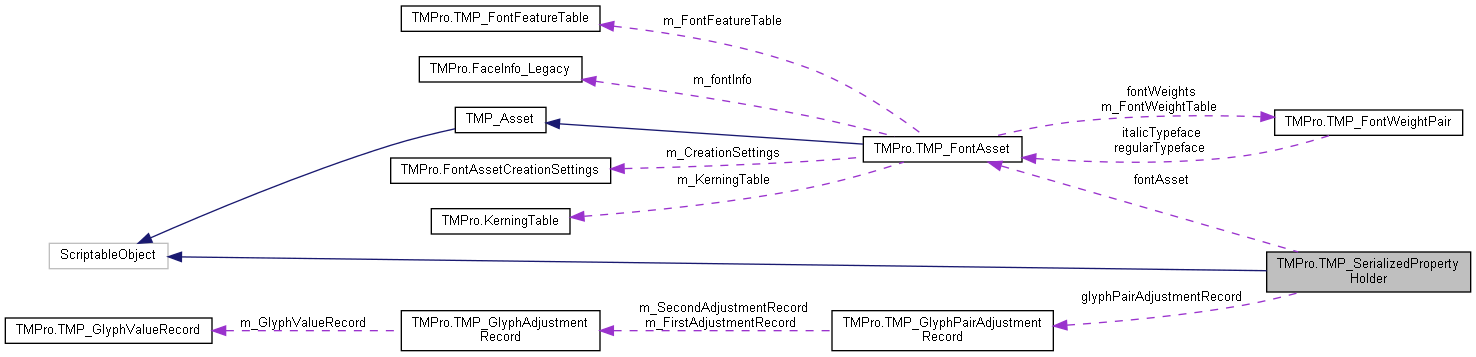 TMPro.TMP_FontFeatureTable
m_FontFeatureTable
TMPro.FaceInfo_Legacy
m_fontInfo
fontWeights
m_FontWeightTable
TMP_Asset
TMPro.TMP_FontWeightPair
TMPro.TMP_FontAsset
italicTypeface
regularTypeface
m_CreationSettings
TMPro.FontAssetCreationSettings
m_KerningTable
fontAsset
TMPro.KerningTable
ScriptableObject
TMPro.TMP_SerializedProperty
Holder
glyphPairAdjustmentRecord
m_SecondAdjustmentRecord
m_FirstAdjustmentRecord
m_GlyphValueRecord
TMPro.TMP_GlyphValueRecord
TMPro.TMP_GlyphAdjustment
Record
TMPro.TMP_GlyphPairAdjustment
Record